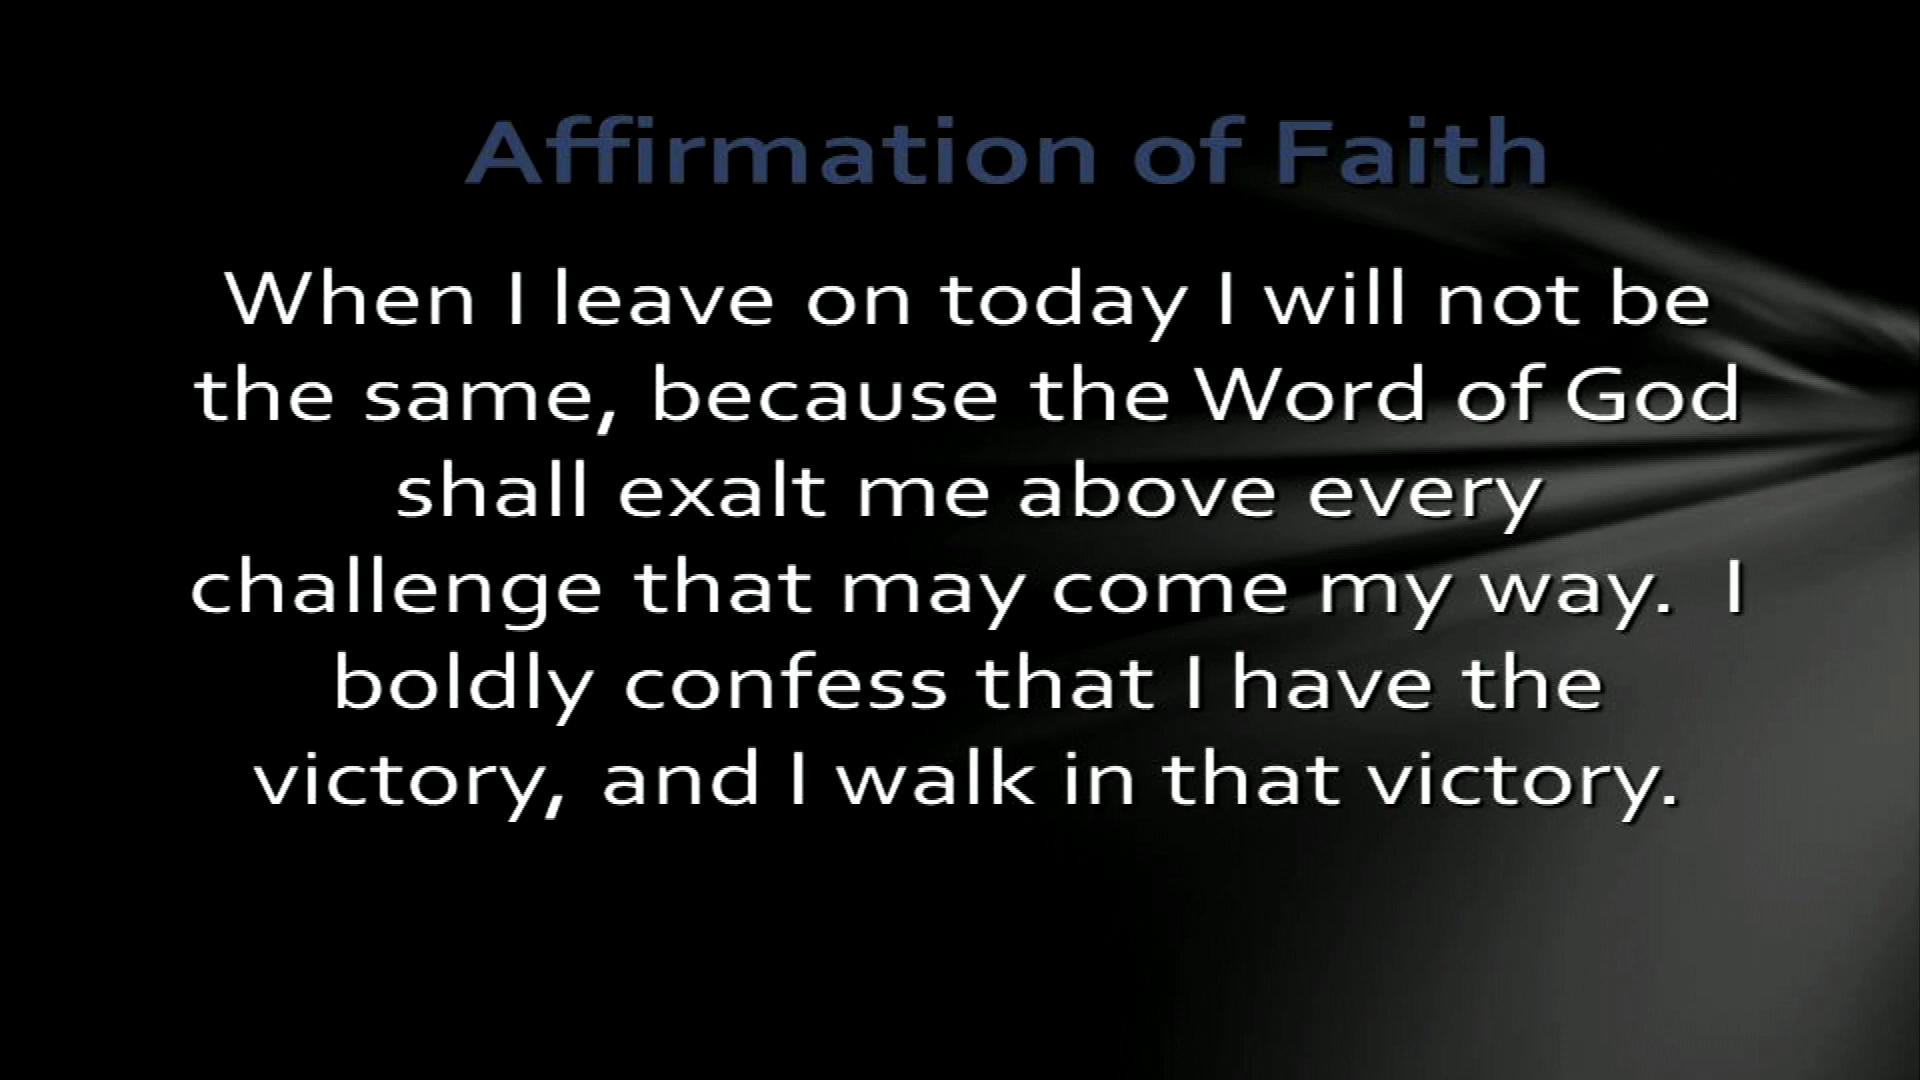 Affirmation of Faith
When I leave on today I will not be
the same, because the Word of God
shall exalt me above every
challenge that may come my way.  I
boldly confess that I have the
victory, and I walk in that victory.